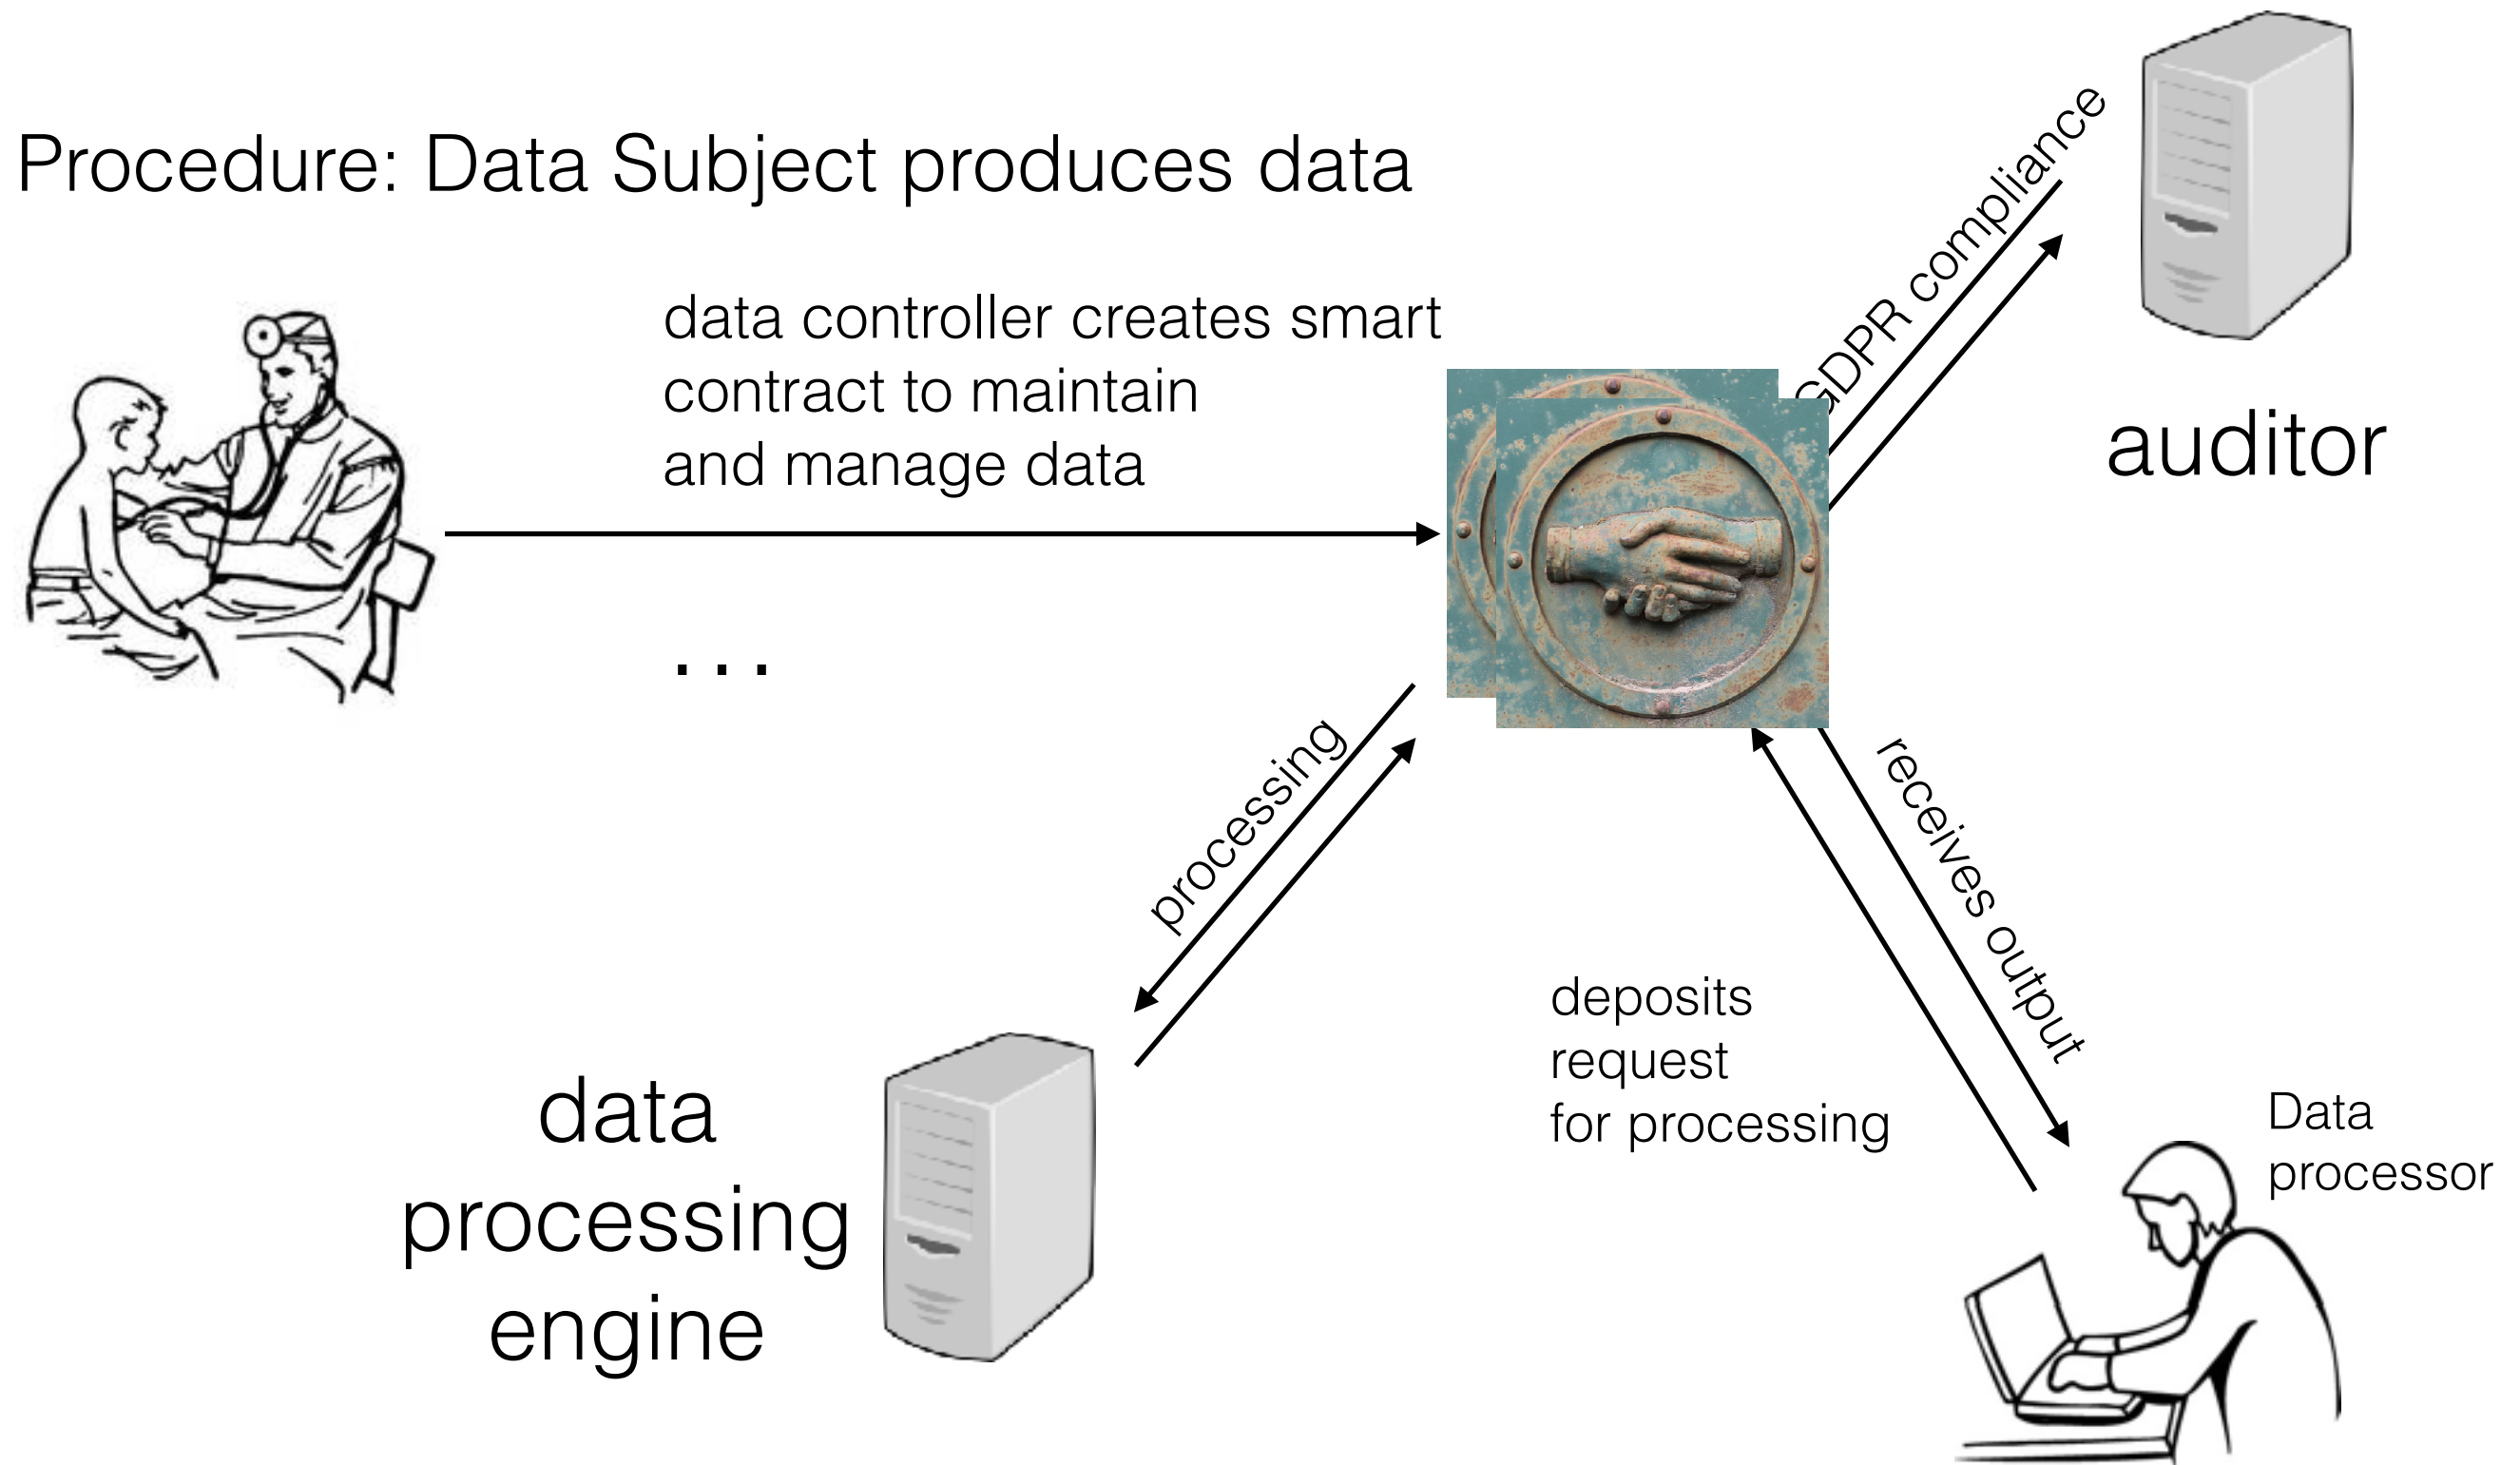 Procedure: Data Subject produces data
data controller creates smart
contract to maintain
and manage data
...
GDPR compliance
auditor
processing
receives output
deposits
request
for processing
data
processing
engine
Data
processor